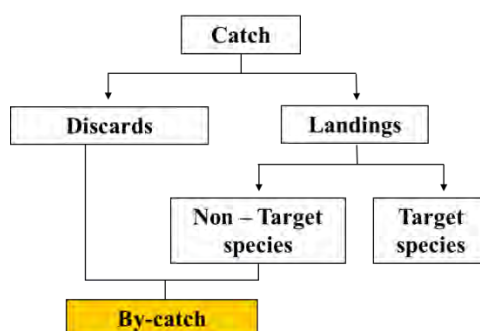 Catch
Discards
Landings
Non – Target
species
Target
species
By-catch